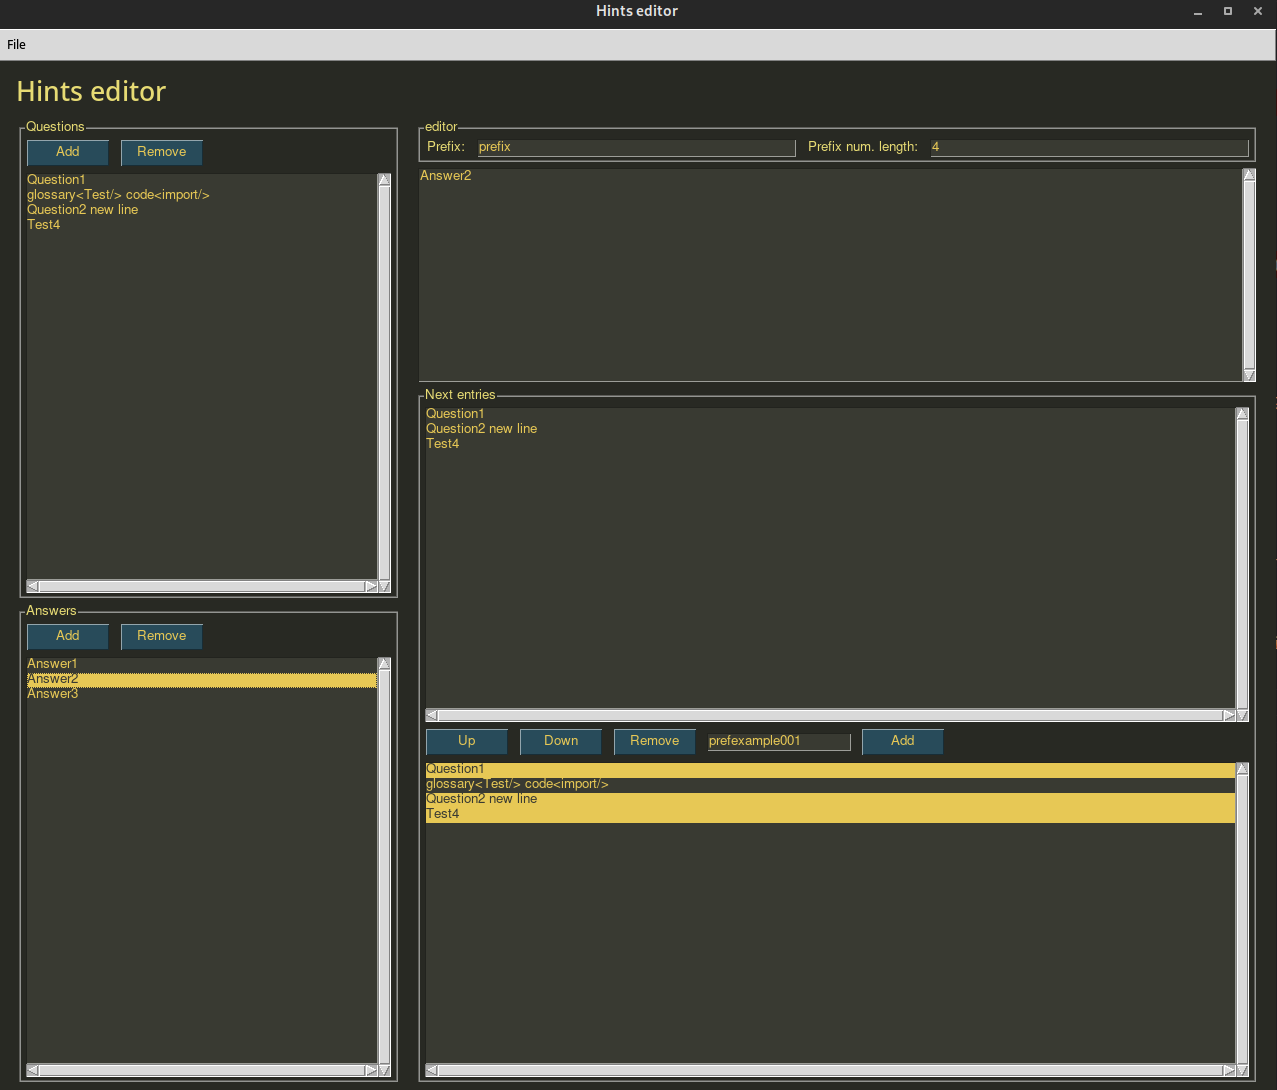 Hints editor
File
Hints editor
Questions
Add Remove
Question1
glossary<Test/> code<import/>
Question2 new line
Test4
Answers
Add Remove
Answer1
Answer2
Answer3
editor
Prefix: prefix Prefix num. length: 4
Answer2
Next entries
Question1
Question2 new line
Test4
Up Down Remove prefexample001 Add
Question1
glossary<Test/> code<import/>
Question2 new line
Test4